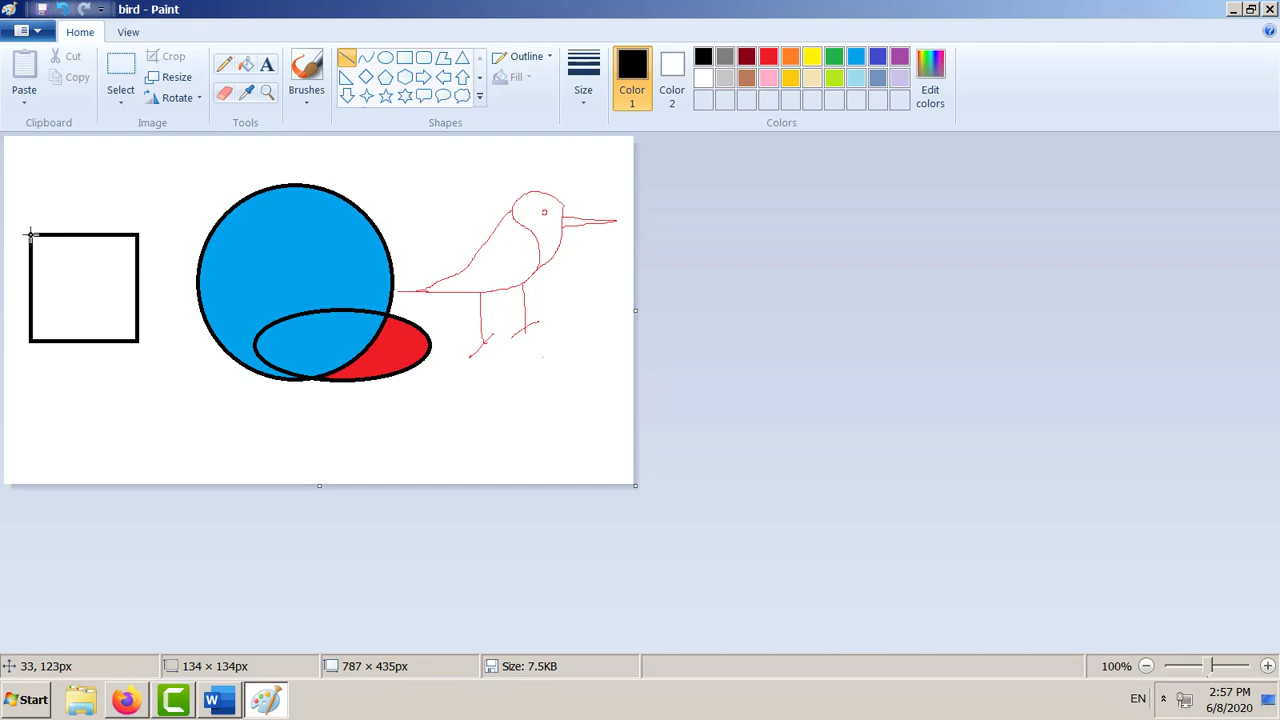 bird - Paint
Home
View
Paste
Cut
Copy
Clipboard
Select
Crop
Resize
Rotate
Image
A
Tools
Brushes
Outline
Fill
Shapes
Size
Color 1
Color 2
Edit colors
Colors
33, 123px
134 × 134px
787 × 435px
Size: 7.5KB
100%
Start
EN
2:57 PM
6/8/2020